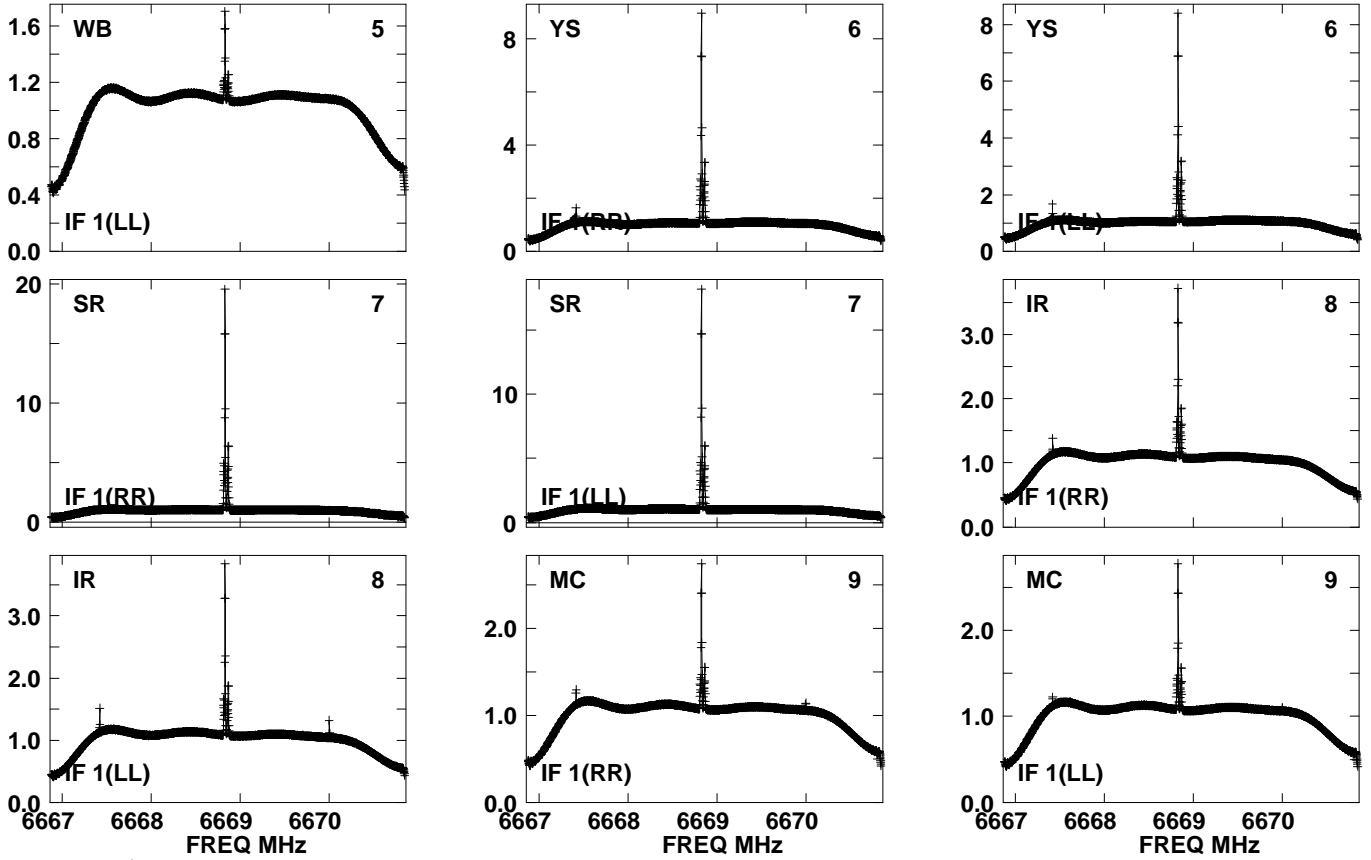 WB 5
1.6
1.2
0.8
0.4
0.0
IF 1(LL)
YS 6
8
4
0
IF 1(RR)
YS 6
8
6
4
2
0
IF 1(LL)
SR 7
20
10
0
IF 1(RR)
SR 7
10
0
IF 1(LL)
IR 8
3.0
2.0
1.0
0.0
IF 1(RR)
IR 8
3.0
2.0
1.0
0.0
IF 1(LL)
6667 6668 6669 6670
FREQ MHz
MC 9
2.0
1.0
0.0
IF 1(RR)
6667 6668 6669 6670
FREQ MHz
MC 9
2.0
1.0
0.0
IF 1(LL)
6667 6668 6669 6670
FREQ MHz